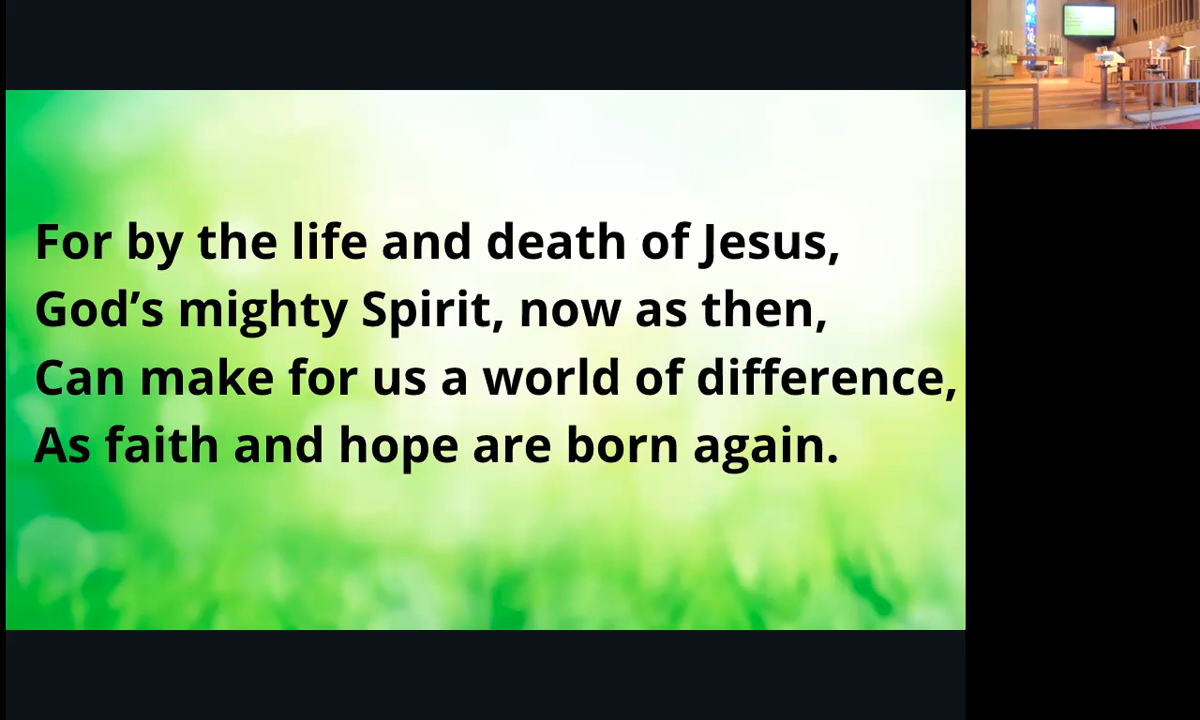 For by the life and death of Jesus,
God’s mighty Spirit, now as then,
Can make for us a world of difference,
As faith and hope are born again.